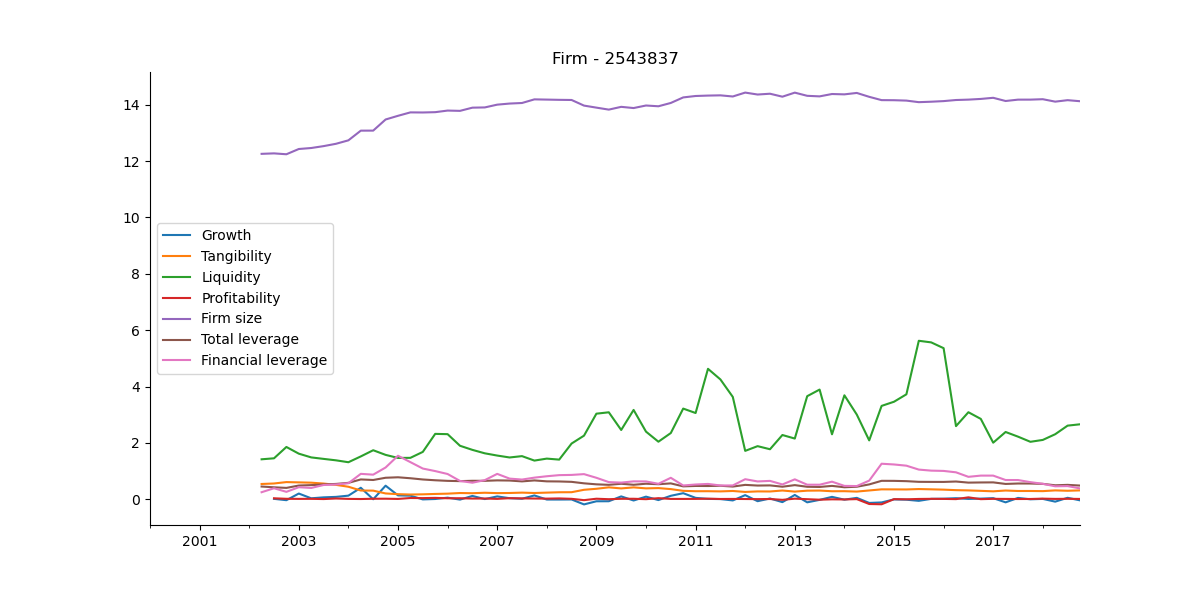 Firm - 2543837
14
12
10
8
6
4
2
0
Growth
Tangibility
Liquidity
Profitability
Firm size
Total leverage
Financial leverage
2001 2003 2005 2007 2009 2011 2013 2015 2017